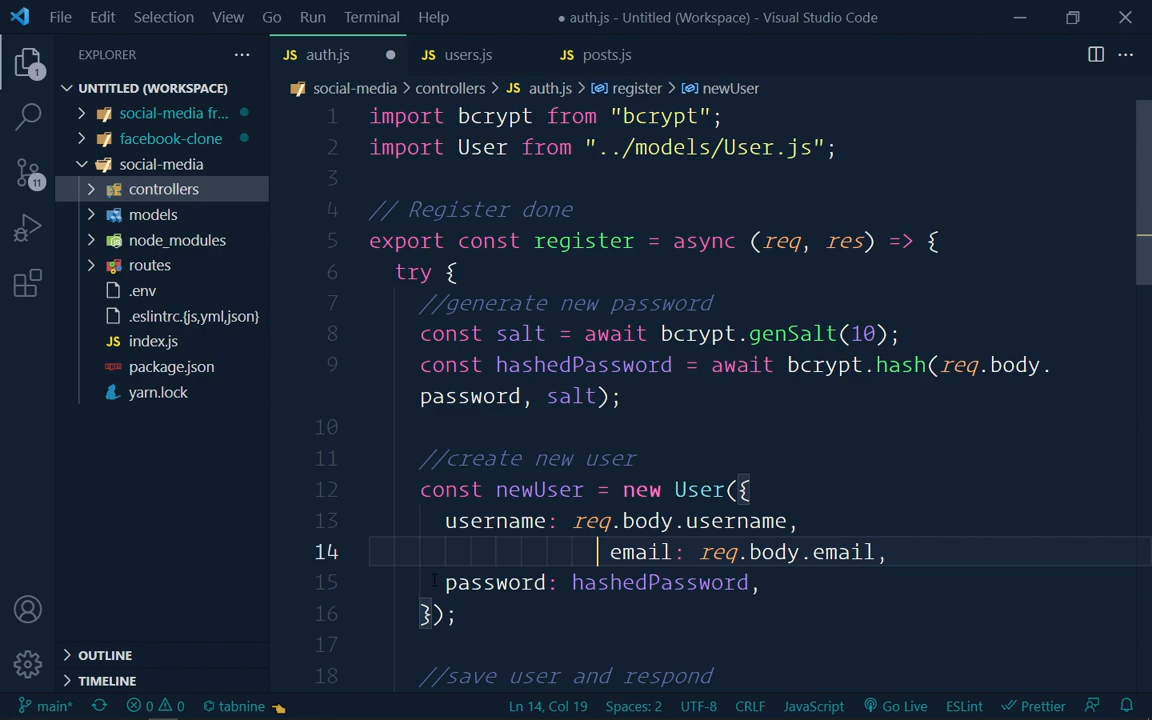 File Edit Selection View Go Run Terminal Help
● auth.js - Untitled (Workspace) - Visual Studio Code
EXPLORER ...
JS auth.js ●
JS users.js
JS posts.js
UNTITLED (WORKSPACE)
social-media fr...
facebook-clone
social-media
controllers
models
node_modules
routes
.env
.eslintrc.{js,yml,json}
JS index.js
package.json
yarn.lock
OUTLINE
TIMELINE
1
11
social-media > controllers > JS auth.js > register > newUser
1 import bcrypt from "bcrypt";
2 import User from "../models/User.js";
3
4 // Register done
5 export const register = async (req, res) => {
6 try {
7 //generate new password
8 const salt = await bcrypt.genSalt(10);
9 const hashedPassword = await bcrypt.hash(req.body.
password, salt);
10
11 //create new user
12 const newUser = new User({
13 username: req.body.username,
14 email: req.body.email,
15 password: hashedPassword,
16 });
17
18 //save user and respond
main* 0 0 tabnine Ln 14, Col 19 Spaces: 2 UTF-8 CRLF JavaScript Go Live ESLint Prettier